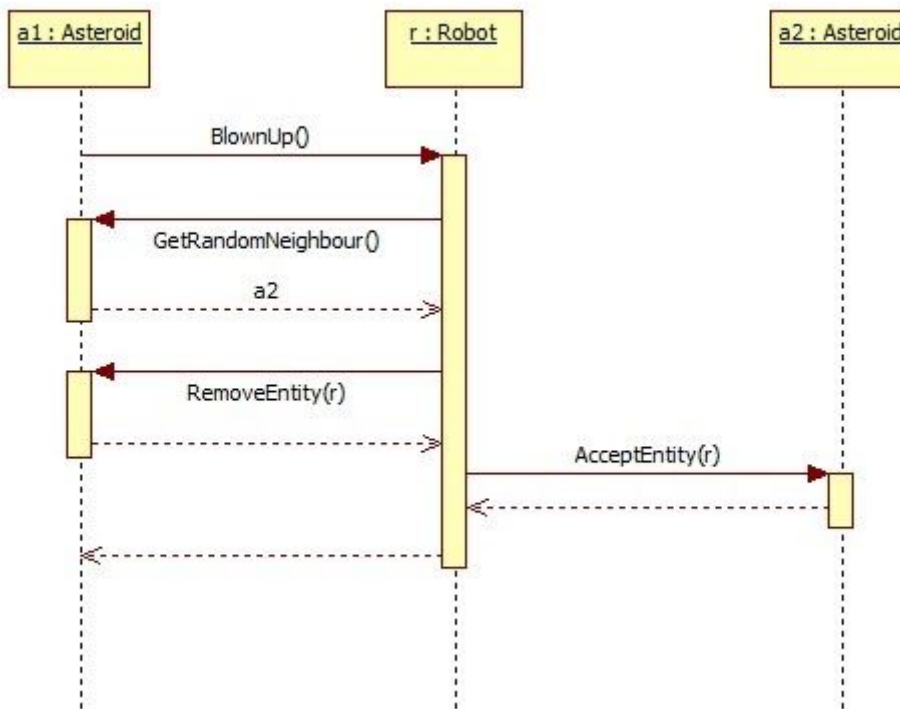 a1 : Asteroid
r : Robot
a2 : Asteroid
BlownUp()
GetRandomNeighbour()
a2
RemoveEntity(r)
AcceptEntity(r)